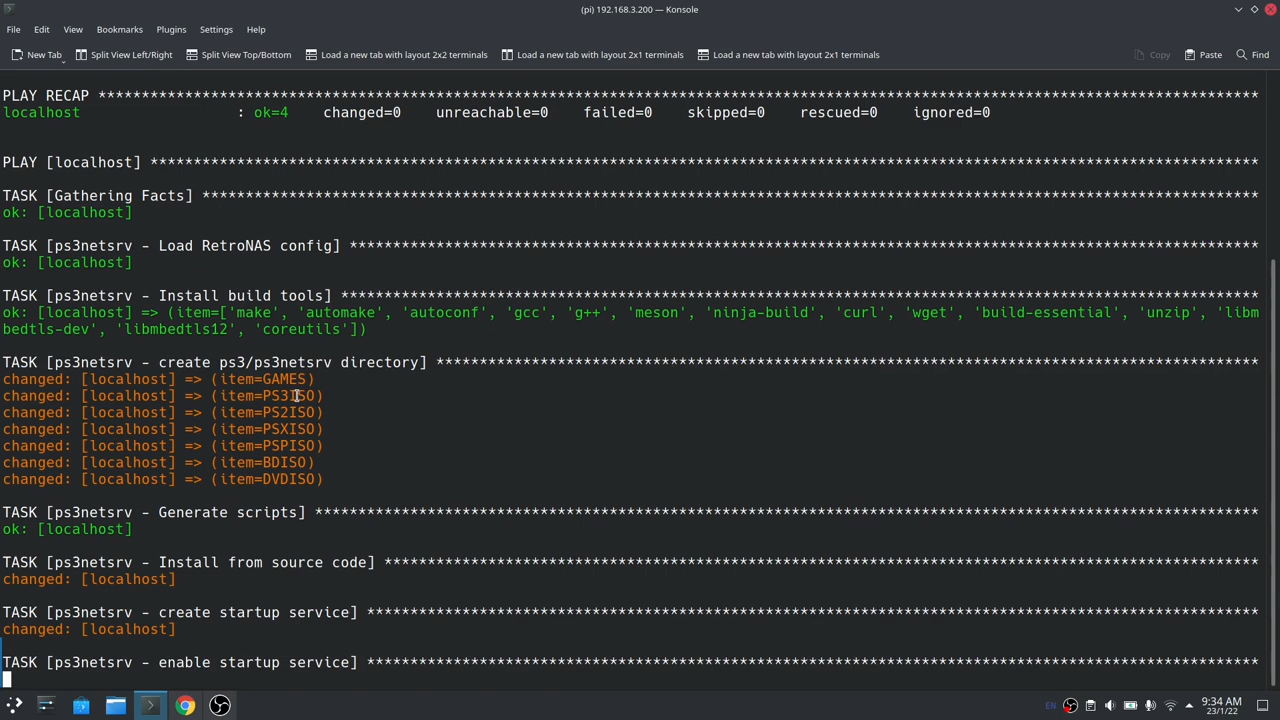 (pi) 192.168.3.200 — Konsole
File Edit View Bookmarks Plugins Settings Help
New Tab Split View Left/Right Split View Top/Bottom Load a new tab with layout 2x2 terminals Load a new tab with layout 2x1 terminals Load a new tab with layout 2x1 terminals Copy Paste Find
PLAY RECAP **************************************************************************************************************************************
localhost : ok=4 changed=0 unreachable=0 failed=0 skipped=0 rescued=0 ignored=0
PLAY [localhost] ********************************************************************************************************************************
TASK [Gathering Facts] **************************************************************************************************************************
ok: [localhost]
TASK [ps3netsrv - Load RetroNAS config] *********************************************************************************************************
ok: [localhost]
TASK [ps3netsrv - Install build tools] **********************************************************************************************************
ok: [localhost] => (item=['make', 'automake', 'autoconf', 'gcc', 'g++', 'meson', 'ninja-build', 'curl', 'wget', 'build-essential', 'unzip', 'libm
bedtls-dev', 'libmbedtls12', 'coreutils'])
TASK [ps3netsrv - create ps3/ps3netsrv directory] ***********************************************************************************************
changed: [localhost] => (item=GAMES)
changed: [localhost] => (item=PS3ISO)
changed: [localhost] => (item=PS2ISO)
changed: [localhost] => (item=PSXISO)
changed: [localhost] => (item=PSPISO)
changed: [localhost] => (item=BDISO)
changed: [localhost] => (item=DVDISO)
TASK [ps3netsrv - Generate scripts] *************************************************************************************************************
ok: [localhost]
TASK [ps3netsrv - Install from source code] *****************************************************************************************************
changed: [localhost]
TASK [ps3netsrv - create startup service] *******************************************************************************************************
changed: [localhost]
TASK [ps3netsrv - enable startup service] *******************************************************************************************************
EN 9:34 AM
23/1/22